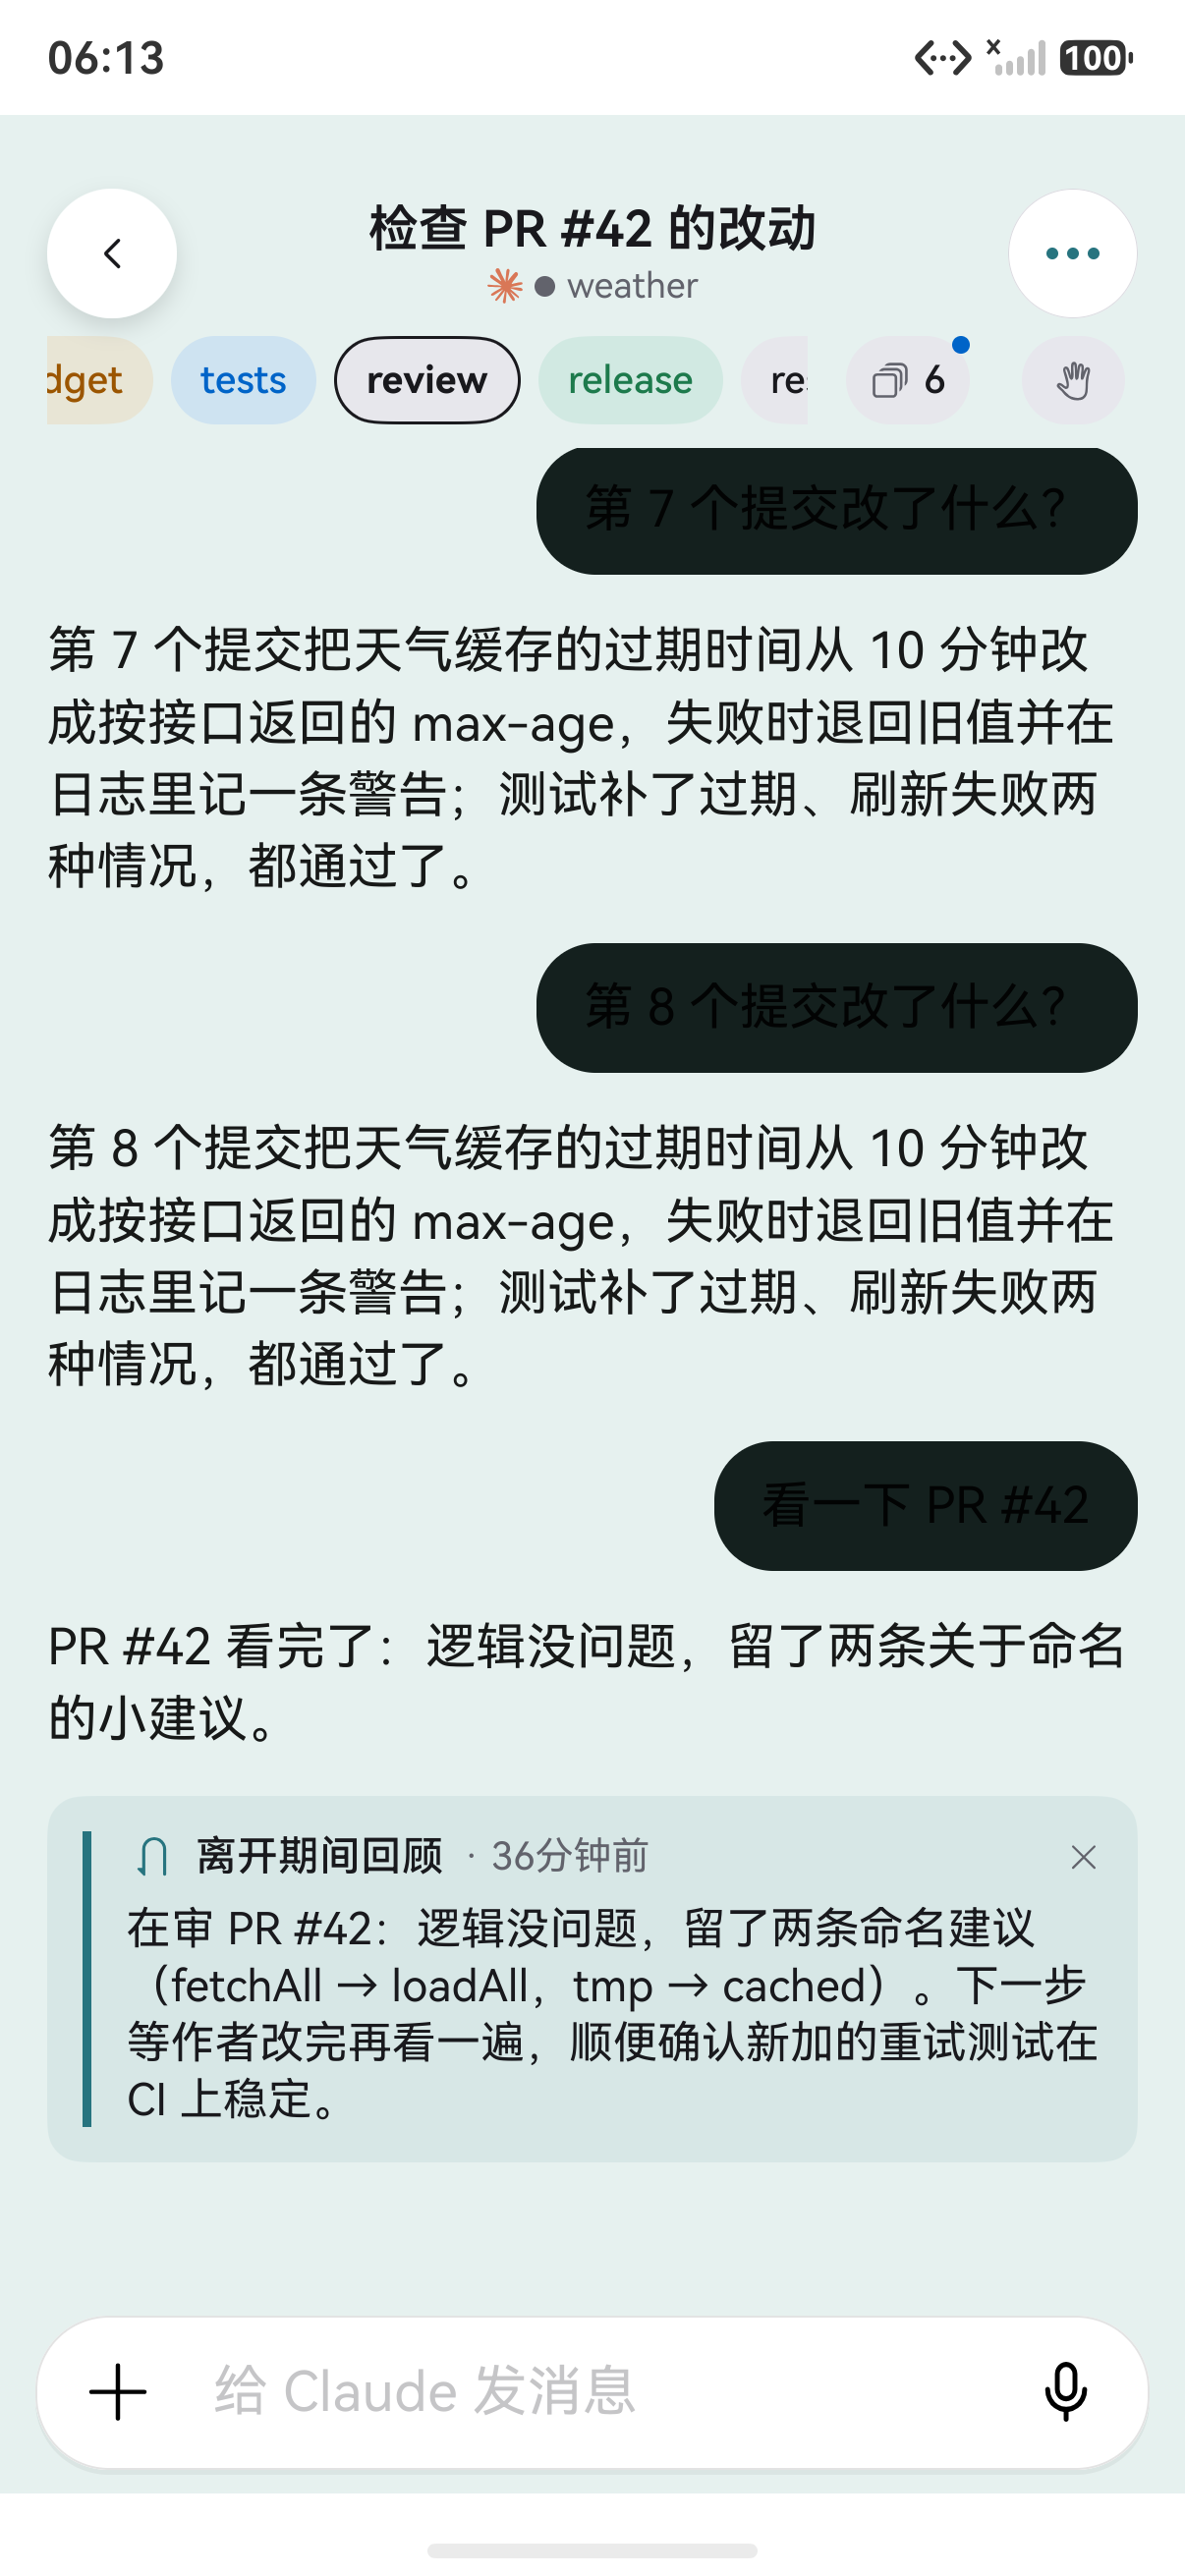 06:13
100
检查 PR #42 的改动
weather
dget
tests
review
release
res
6
第 7 个提交改了什么？
第 7 个提交把天气缓存的过期时间从 10 分钟改
成按接口返回的 max-age，失败时退回旧值并在
日志里记一条警告；测试补了过期、刷新失败两
种情况，都通过了。
第 8 个提交改了什么？
第 8 个提交把天气缓存的过期时间从 10 分钟改
成按接口返回的 max-age，失败时退回旧值并在
日志里记一条警告；测试补了过期、刷新失败两
种情况，都通过了。
看一下 PR #42
PR #42 看完了：逻辑没问题，留了两条关于命名
的小建议。
离开期间回顾 · 36分钟前
在审 PR #42：逻辑没问题，留了两条命名建议
（fetchAll → loadAll，tmp → cached）。下一步
等作者改完再看一遍，顺便确认新加的重试测试在
CI 上稳定。
给 Claude 发消息